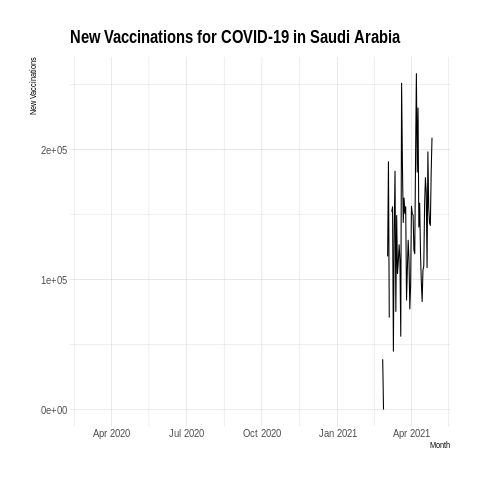 New Vaccinations for COVID-19 in Saudi Arabia
New Vaccinations
2e+05
1e+05
0e+00
Apr 2020 Jul 2020 Oct 2020 Jan 2021 Apr 2021
Month